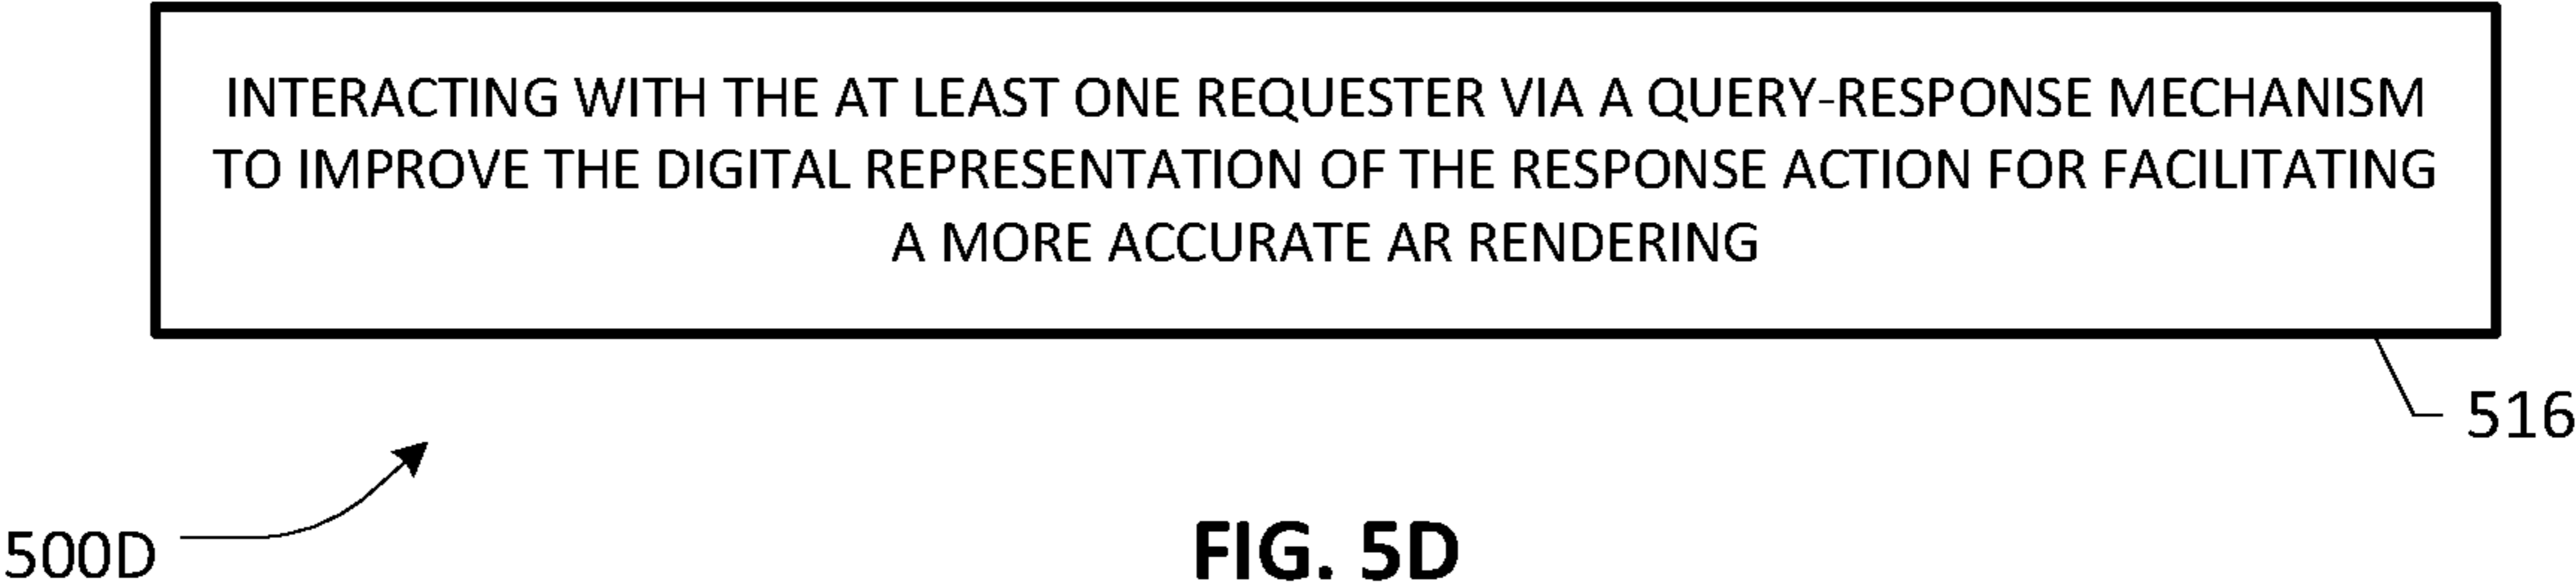 INTERACTING WITH THE AT LEAST ONE REQUESTER VIA A QUERY-RESPONSE MECHANISM
TO IMPROVE THE DIGITAL REPRESENTATION OF THE RESPONSE ACTION FOR FACILITATING
A MORE ACCURATE AR RENDERING
516
500D
FIG. 5D